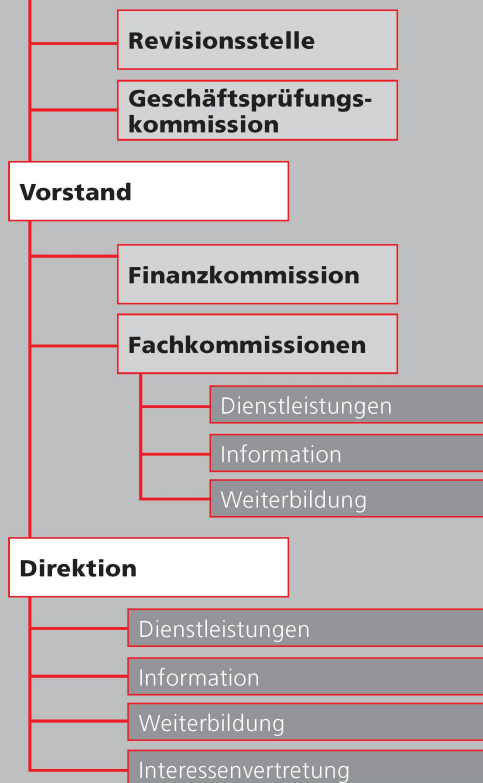 Revisionsstelle
Geschäftsprüfungs-
kommission
Vorstand
Finanzkommission
Fachkommissionen
Dienstleistungen
Information
Weiterbildung
Direktion
Dienstleistungen
Information
Weiterbildung
Interessenvertretung